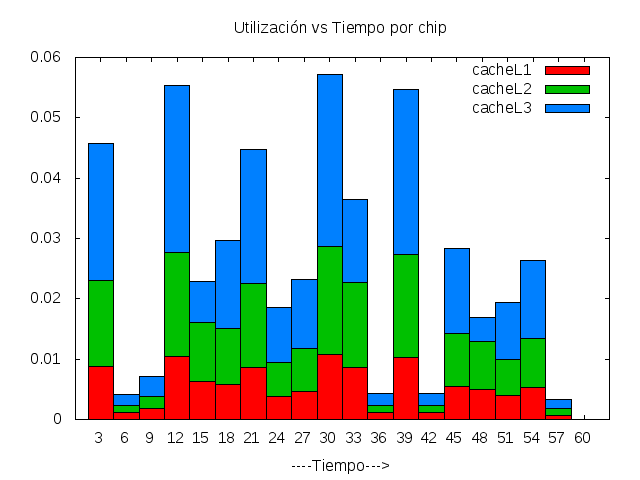 Utilización vs Tiempo por chip
0.06
0.05
0.04
0.03
0.02
0.01
0
cacheL1
cacheL2
cacheL3
3 6 9 12 15 18 21 24 27 30 33 36 39 42 45 48 51 54 57 60
----Tiempo--->